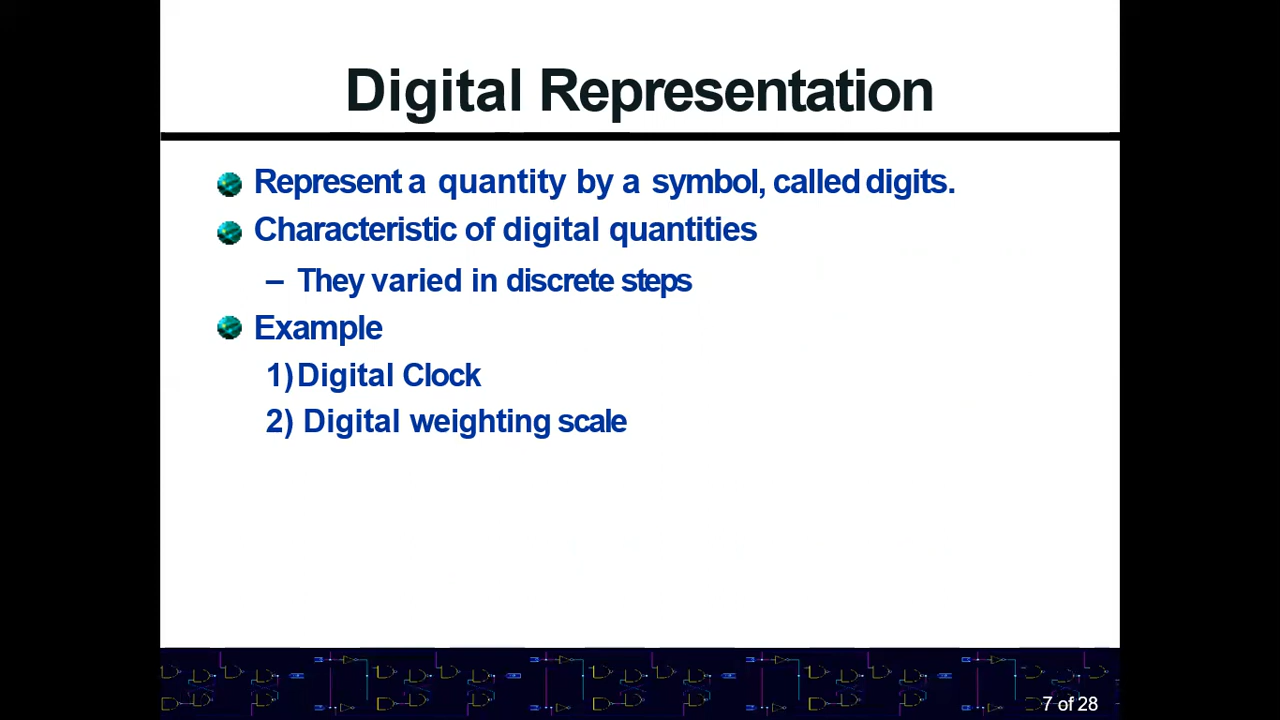 Digital Representation
Represent a quantity by a symbol, called digits.
Characteristic of digital quantities
– They varied in discrete steps
Example
1) Digital Clock
2) Digital weighting scale
7 of 28